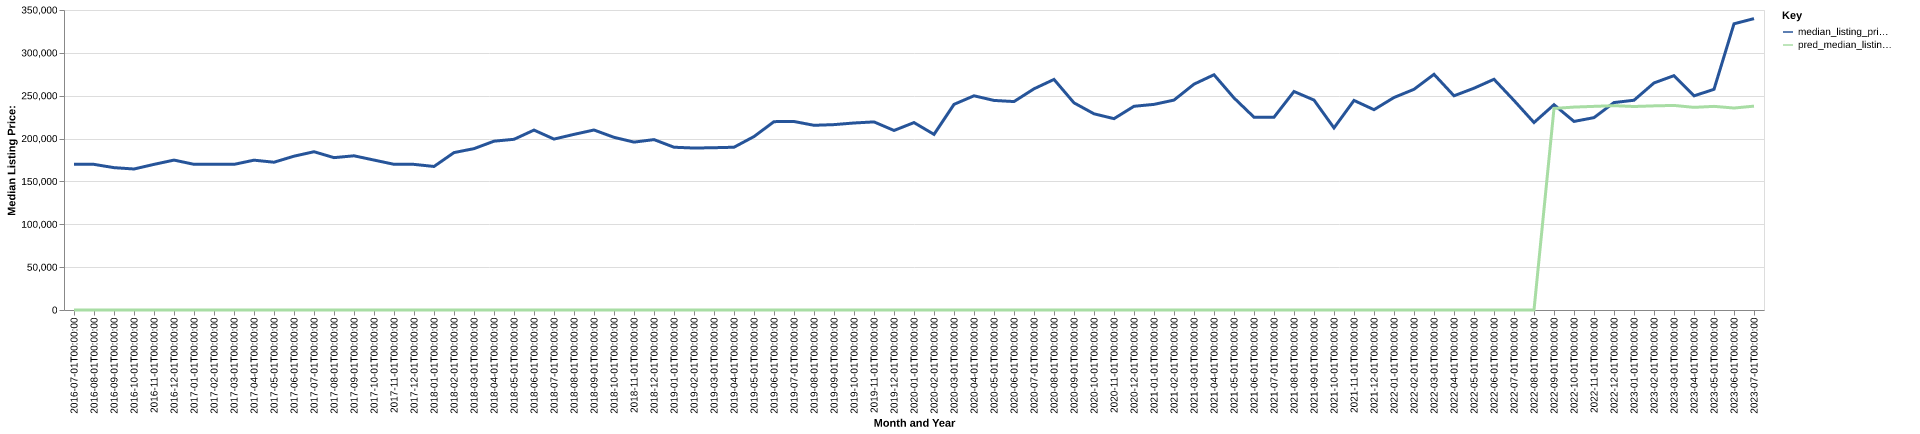 350,000
300,000
250,000
200,000
150,000
100,000
50,000
0
Median Listing Price:
2016-07-01T00:00:00
2016-08-01T00:00:00
2016-09-01T00:00:00
2016-10-01T00:00:00
2016-11-01T00:00:00
2016-12-01T00:00:00
2017-01-01T00:00:00
2017-02-01T00:00:00
2017-03-01T00:00:00
2017-04-01T00:00:00
2017-05-01T00:00:00
2017-06-01T00:00:00
2017-07-01T00:00:00
2017-08-01T00:00:00
2017-09-01T00:00:00
2017-10-01T00:00:00
2017-11-01T00:00:00
2017-12-01T00:00:00
2018-01-01T00:00:00
2018-02-01T00:00:00
2018-03-01T00:00:00
2018-04-01T00:00:00
2018-05-01T00:00:00
2018-06-01T00:00:00
2018-07-01T00:00:00
2018-08-01T00:00:00
2018-09-01T00:00:00
2018-10-01T00:00:00
2018-11-01T00:00:00
2018-12-01T00:00:00
2019-01-01T00:00:00
2019-02-01T00:00:00
2019-03-01T00:00:00
2019-04-01T00:00:00
2019-05-01T00:00:00
2019-06-01T00:00:00
2019-07-01T00:00:00
2019-08-01T00:00:00
2019-09-01T00:00:00
2019-10-01T00:00:00
2019-11-01T00:00:00
2019-12-01T00:00:00
2020-01-01T00:00:00
2020-02-01T00:00:00
2020-03-01T00:00:00
2020-04-01T00:00:00
2020-05-01T00:00:00
2020-06-01T00:00:00
2020-07-01T00:00:00
2020-08-01T00:00:00
2020-09-01T00:00:00
2020-10-01T00:00:00
2020-11-01T00:00:00
2020-12-01T00:00:00
2021-01-01T00:00:00
2021-02-01T00:00:00
2021-03-01T00:00:00
2021-04-01T00:00:00
2021-05-01T00:00:00
2021-06-01T00:00:00
2021-07-01T00:00:00
2021-08-01T00:00:00
2021-09-01T00:00:00
2021-10-01T00:00:00
2021-11-01T00:00:00
2021-12-01T00:00:00
2022-01-01T00:00:00
2022-02-01T00:00:00
2022-03-01T00:00:00
2022-04-01T00:00:00
2022-05-01T00:00:00
2022-06-01T00:00:00
2022-07-01T00:00:00
2022-08-01T00:00:00
2022-09-01T00:00:00
2022-10-01T00:00:00
2022-11-01T00:00:00
2022-12-01T00:00:00
2023-01-01T00:00:00
2023-02-01T00:00:00
2023-03-01T00:00:00
2023-04-01T00:00:00
2023-05-01T00:00:00
2023-06-01T00:00:00
2023-07-01T00:00:00
Month and Year
Key
median_listing_pri…
pred_median_listin…